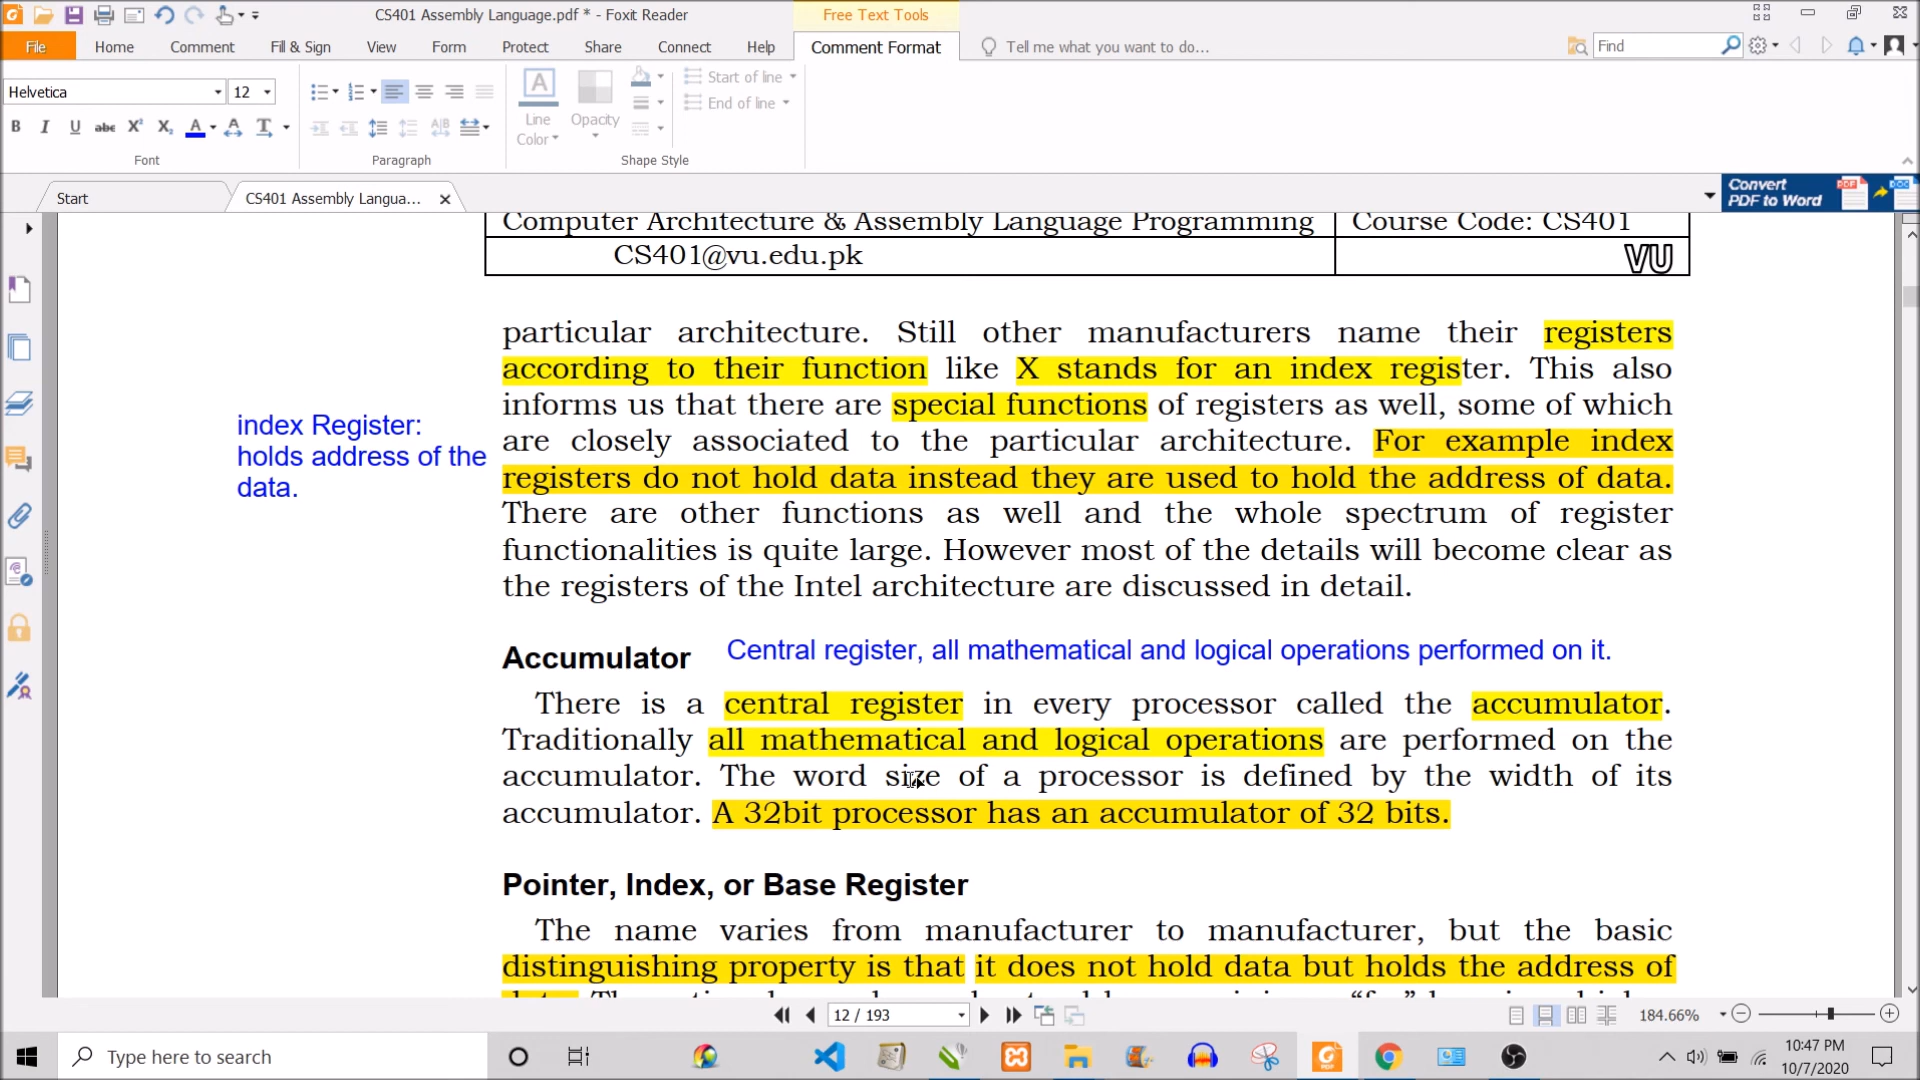 CS401 Assembly Language.pdf * - Foxit Reader
Free Text Tools
File Home Comment Fill & Sign View Form Protect Share Connect Help Comment Format Tell me what you want to do... Find
Helvetica 12
Start of line
End of line
Line Color
Opacity
Font Paragraph Shape Style
Start
CS401 Assembly Langua...
Convert
PDF to Word
Computer Architecture & Assembly Language Programming Course Code: CS401
CS401@vu.edu.pk VU
particular architecture. Still other manufacturers name their registers
according to their function like X stands for an index register. This also
informs us that there are special functions of registers as well, some of which
are closely associated to the particular architecture. For example index
registers do not hold data instead they are used to hold the address of data.
There are other functions as well and the whole spectrum of register
functionalities is quite large. However most of the details will become clear as
the registers of the Intel architecture are discussed in detail.
index Register:
holds address of the
data.
Accumulator
Central register, all mathematical and logical operations performed on it.
There is a central register in every processor called the accumulator.
Traditionally all mathematical and logical operations are performed on the
accumulator. The word size of a processor is defined by the width of its
accumulator. A 32bit processor has an accumulator of 32 bits.
Pointer, Index, or Base Register
The name varies from manufacturer to manufacturer, but the basic
distinguishing property is that it does not hold data but holds the address of
12 / 193
184.66%
Type here to search
10:47 PM
10/7/2020